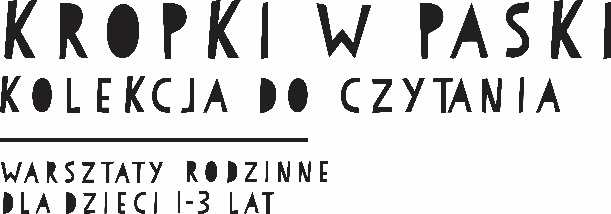 KROPKI W PASKI
KOLEKCJA DO CZYTANIA
WARSZTATY RODZINNE
DLA DZIECI 1-3 LAT